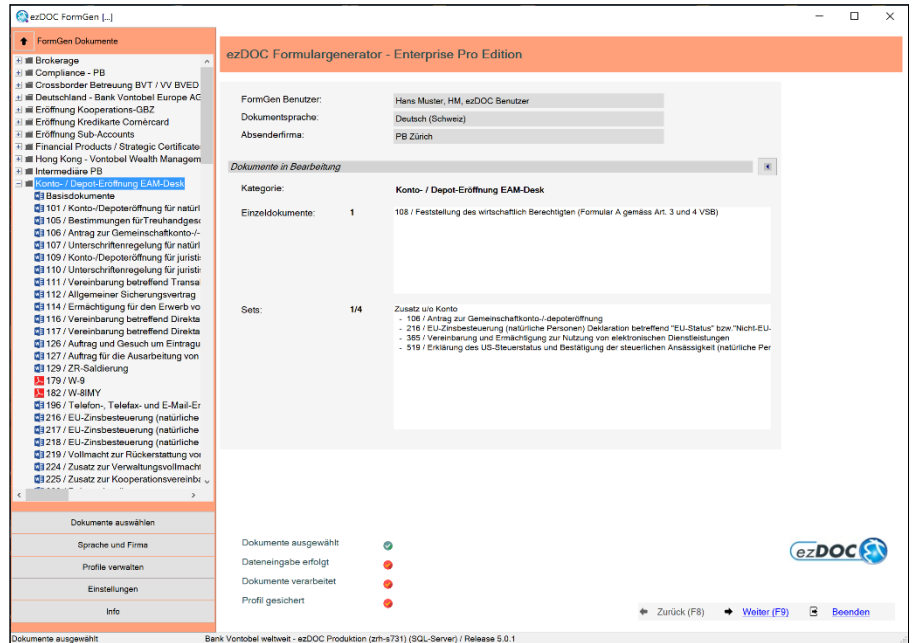 ezDOC FormGen [...]
FormGen Dokumente
Brokerage
Compliance - PB
Crossborder Betreuung BVT / VV BVED
Deutschland - Bank Vontobel Europe AG
Eröffnung Kooperations-GBZ
Eröffnung Kredikarte Cornèrcard
Eröffnung Sub-Accounts
Financial Products / Strategic Certificate
Hong Kong - Vontobel Wealth Managem
Intermediäre PB
Konto- / Depot-Eröffnung EAM-Desk
Basisdokumente
101 / Konto-/Depoteröffnung für natürl
105 / Bestimmungen fürTreuhandgesc
106 / Antrag zur Gemeinschaftkonto-/-
107 / Unterschriftenregelung für natürl
109 / Konto-/Depoteröffnung für juristi
110 / Unterschriftenregelung für juristi
111 / Vereinbarung betreffend Transa
112 / Allgemeiner Sicherungsvertrag
114 / Ermächtigung für den Erwerb vo
116 / Vereinbarung betreffend Direkta
117 / Vereinbarung betreffend Direkta
126 / Auftrag und Gesuch um Eintragu
127 / Auftrag für die Ausarbeitung von
129 / ZR-Saldierung
179 / W-9
182 / W-8IMY
196 / Telefon-, Telefax- und E-Mail-Er
216 / EU-Zinsbesteuerung (natürliche
217 / EU-Zinsbesteuerung (natürliche
218 / EU-Zinsbesteuerung (natürliche
219 / Vollmacht zur Rückerstattung vor
224 / Zusatz zur Verwaltungsvollmacht
225 / Zusatz zur Kooperationsvereinba
Dokumente auswählen
Sprache und Firma
Profile verwalten
Einstellungen
Info
ezDOC Formulargenerator - Enterprise Pro Edition
FormGen Benutzer: Hans Muster, HM, ezDOC Benutzer
Dokumentsprache: Deutsch (Schweiz)
Absenderfirma: PB Zürich
Dokumente in Bearbeitung
Kategorie: Konto- / Depot-Eröffnung EAM-Desk
Einzeldokumente: 1 108 / Feststellung des wirtschaftlich Berechtigten (Formular A gemäss Art. 3 und 4 VSB)
Sets: 1/4 Zusatz u/o Konto
- 106 / Antrag zur Gemeinschaftkonto-/-depoteröffnung
- 216 / EU-Zinsbesteuerung (natürliche Personen) Deklaration betreffend "EU-Status" bzw."Nicht-EU-
- 365 / Vereinbarung und Ermächtigung zur Nutzung von elektronischen Dienstleistungen
- 519 / Erklärung des US-Steuerstatus und Bestätigung der steuerlichen Ansässigkeit (natürliche Per
Dokumente ausgewählt
Dateneingabe erfolgt
Dokumente verarbeitet
Profil gesichert
ezDOC
Zurück (F8) Weiter (F9) Beenden
Dokumente ausgewählt Bank Vontobel weltweit - ezDOC Produktion (zrh-s731) (SQL-Server) / Release 5.0.1